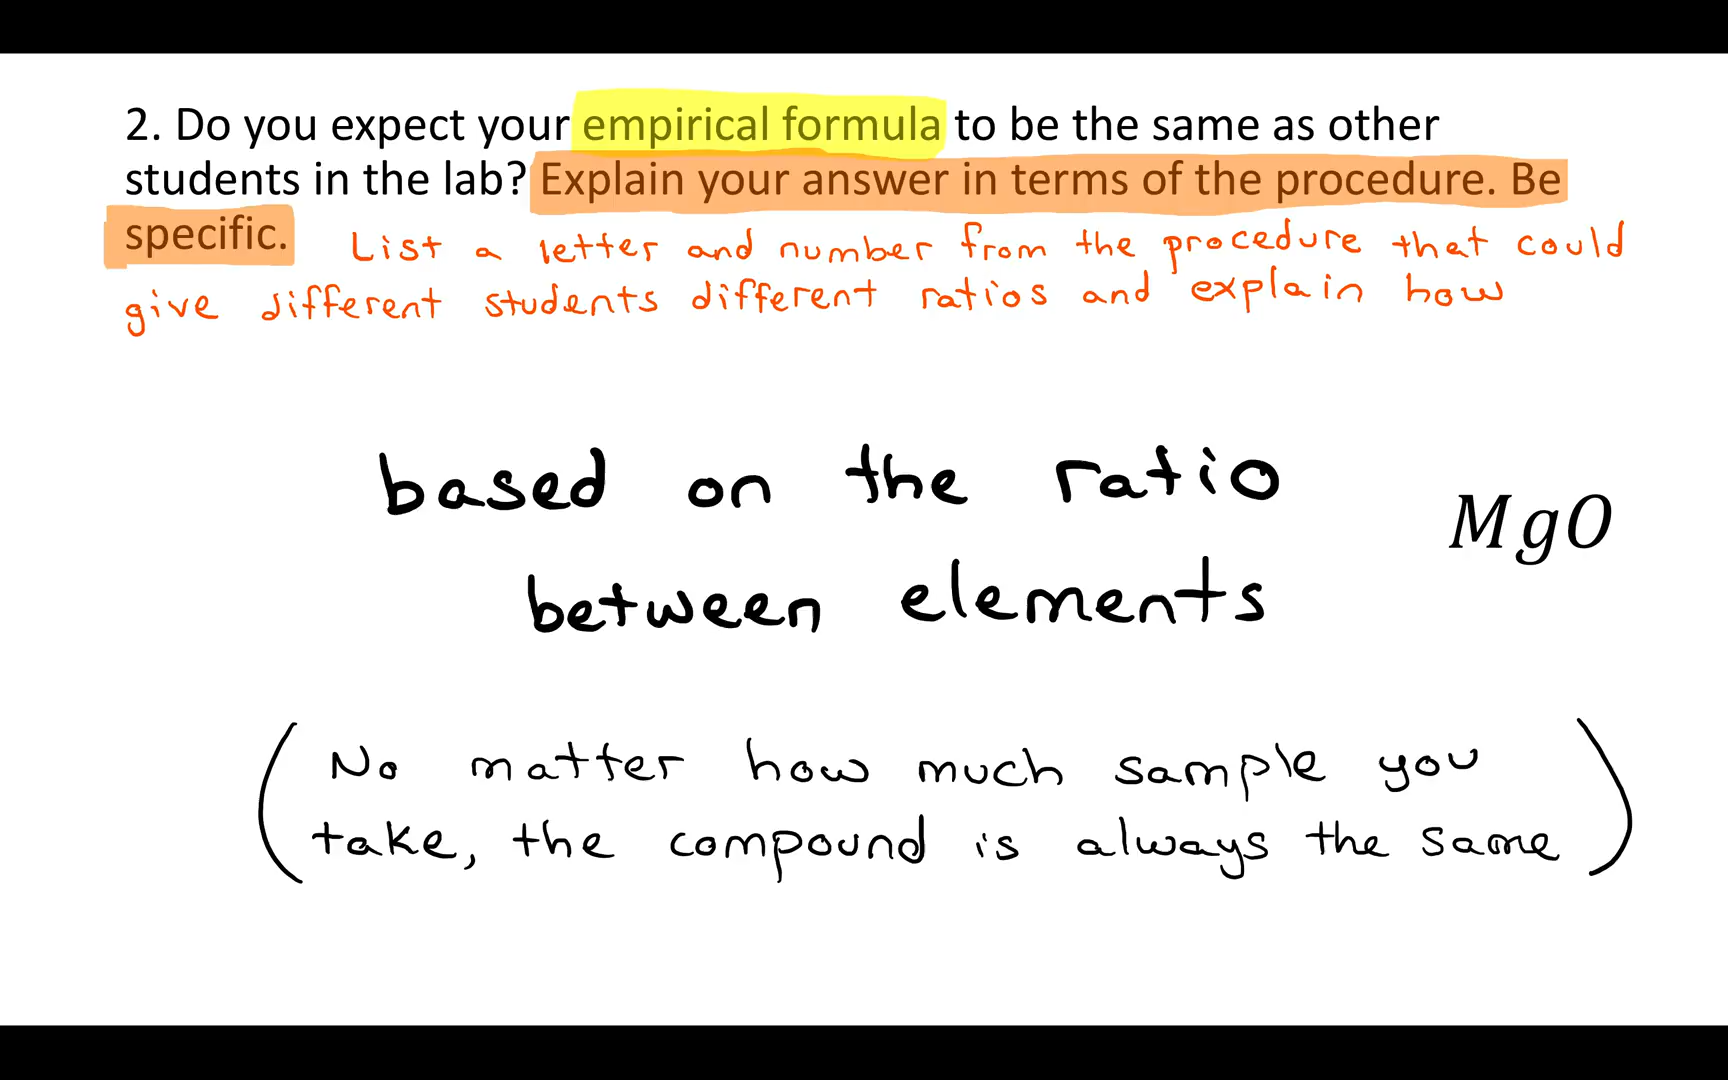 2. Do you expect your empirical formula to be the same as other
students in the lab? Explain your answer in terms of the procedure. Be
specific. List a letter and number from the procedure that could
give different students different ratios and explain how
based on the ratio
MgO
between elements
(No matter how much sample you
take, the compound is always the same)